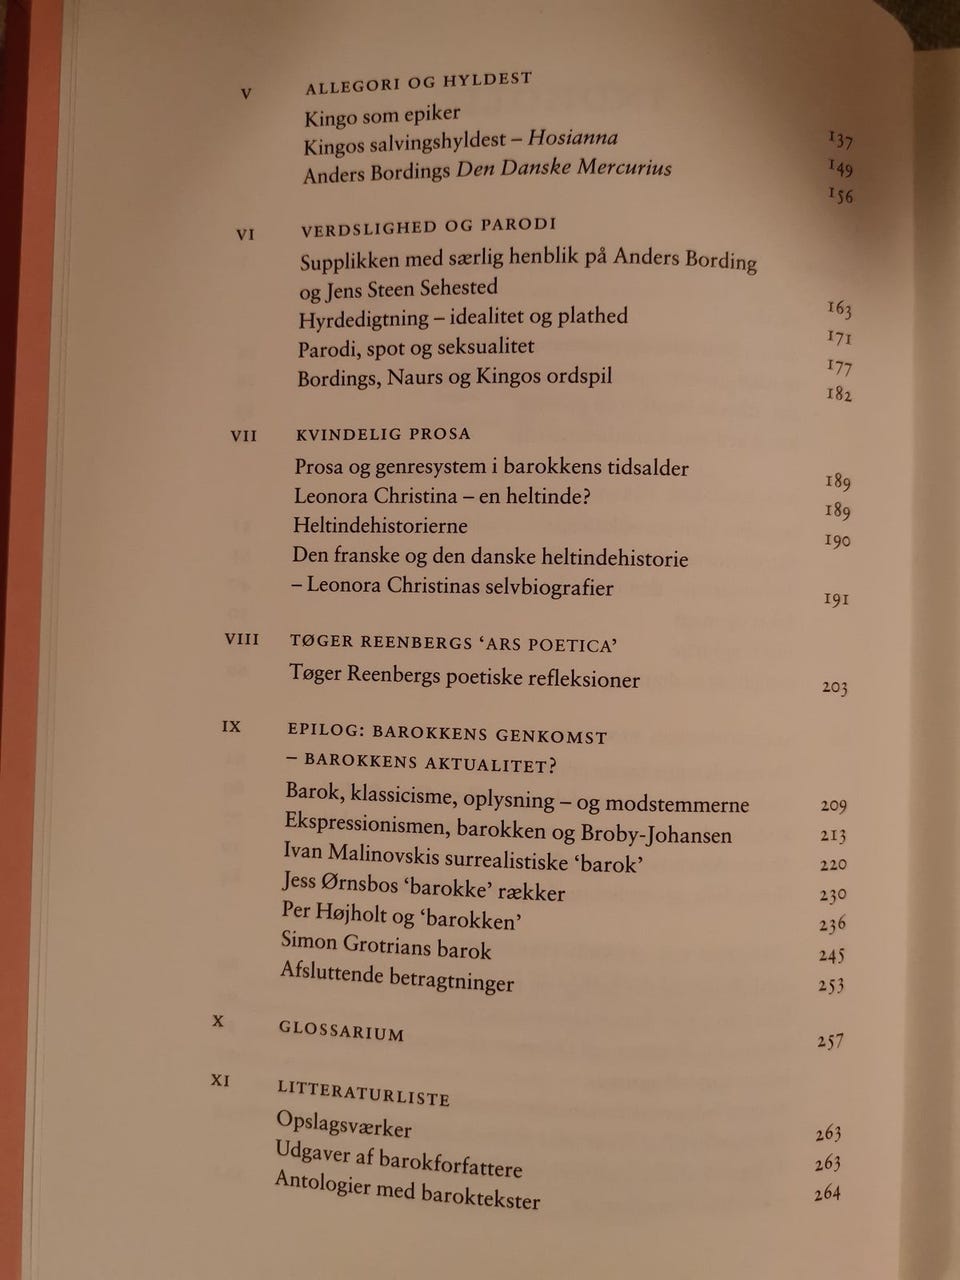 V ALLEGORI OG HYLDEST
Kingo som epiker 137
Kingos salvingshyldest – Hosianna 149
Anders Bordings Den Danske Mercurius 156
VI VERDSLIGHED OG PARODI
Supplikken med særlig henblik på Anders Bording
og Jens Steen Sehested 163
Hyrdedigtning – idealitet og plathed 171
Parodi, spot og seksualitet 177
Bordings, Naurs og Kingos ordspil 182
VII KVINDELIG PROSA
Prosa og genresystem i barokkens tidsalder 189
Leonora Christina – en heltinde? 189
Heltindehistorierne 190
Den franske og den danske heltindehistorie
– Leonora Christinas selvbiografier 191
VIII TØGER REENBERGS ‘ARS POETICA’
Tøger Reenbergs poetiske refleksioner 203
IX EPILOG: BAROKKENS GENKOMST
– BAROKKENS AKTUALITET?
Barok, klassicisme, oplysning – og modstemmerne 209
Ekspressionismen, barokken og Broby-Johansen 213
Ivan Malinovskis surrealistiske ‘barok’ 220
Jess Ørnsbos ‘barokke’ rækker 230
Per Højholt og ‘barokken’ 236
Simon Grotrians barok 245
Afsluttende betragtninger 253
X GLOSSARIUM 257
XI LITTERATURLISTE
Opslagsværker 263
Udgaver af barokforfattere 263
Antologier med baroktekster 264